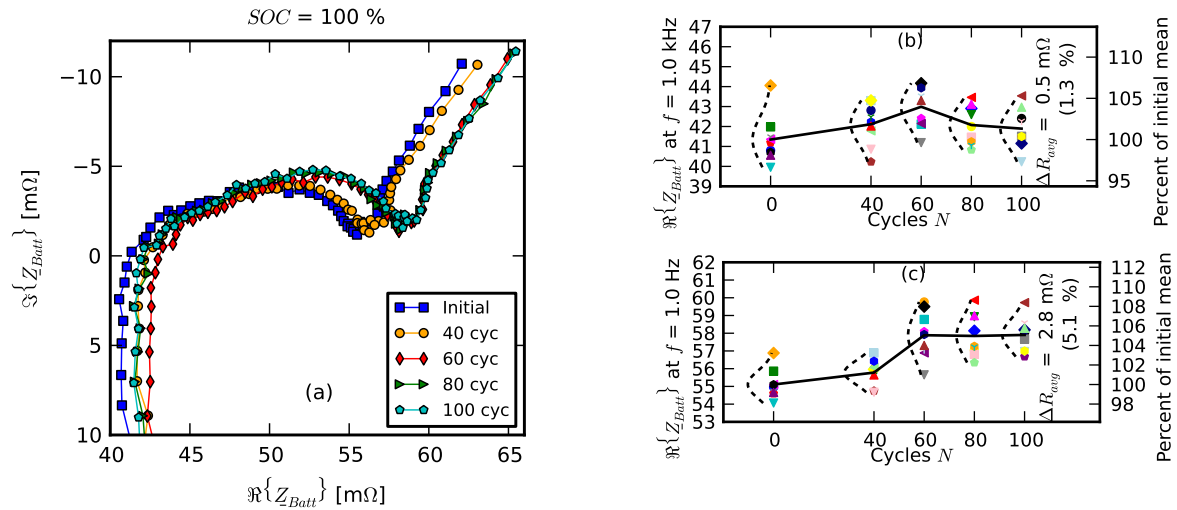 SOC = 100 %
−10
−5
0
5
10
40 45 50 55 60 65
ℑ{Z_Batt} [mΩ]
ℜ{Z_Batt} [mΩ]
Initial
40 cyc
60 cyc
80 cyc
100 cyc
(a)
47
46
45
44
43
42
41
40
39
ℜ{Z_Batt} at f = 1.0 kHz
(b)
110
105
100
95
Percent of initial mean
ΔR_avg = 0.5 mΩ
(1.3 %)
0 40 60 80 100
Cycles N
62
61
60
59
58
57
56
55
54
53
ℜ{Z_Batt} at f = 1.0 Hz
(c)
112
110
108
106
104
102
100
98
Percent of initial mean
ΔR_avg = 2.8 mΩ
(5.1 %)
0 40 60 80 100
Cycles N